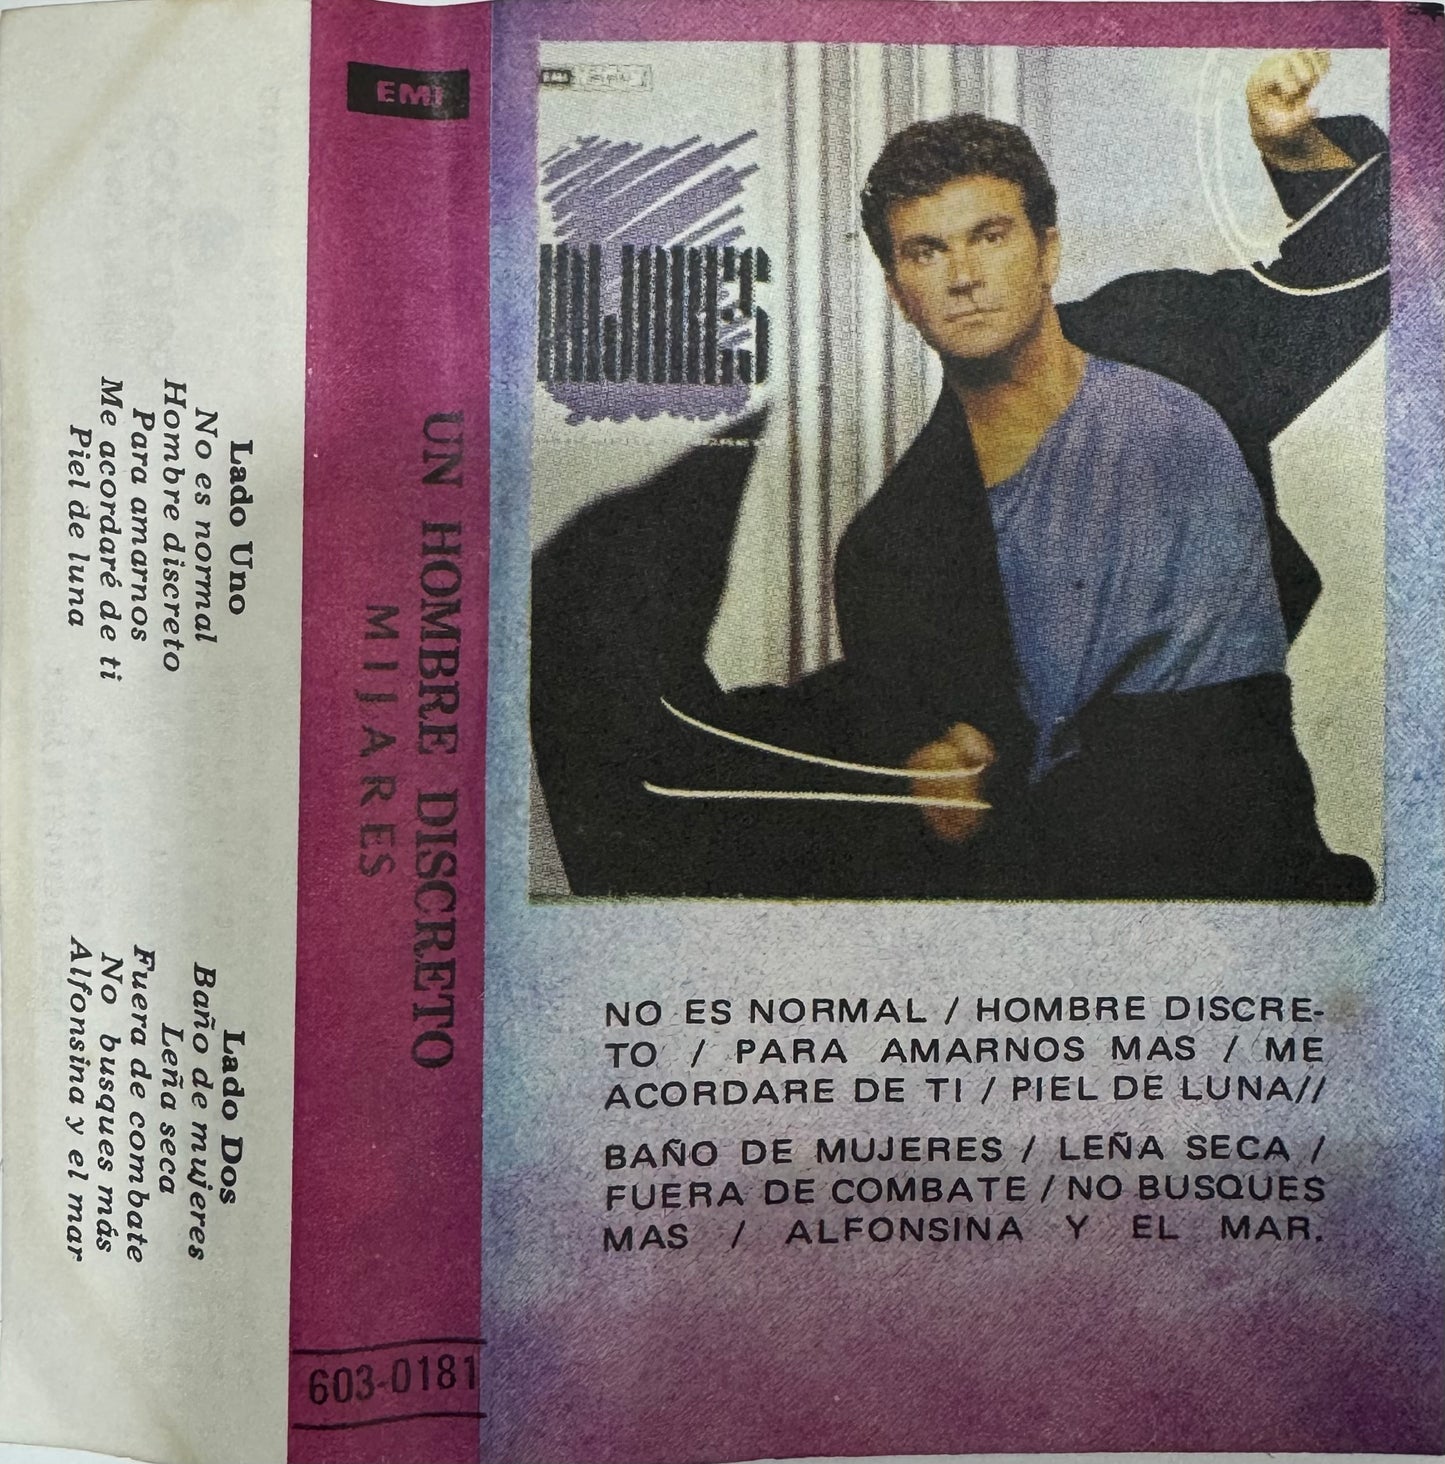 Lado Uno
No es normal
Hombre discreto
Para amarnos
Me acordaré de ti
Piel de luna
Lado Dos
Baño de mujeres
Leña seca
Fuera de combate
No busques más
Alfonsina y el mar
EMI
UN HOMBRE DISCRETO
MIJARES
603-0181
EMI
MIJARES
NO ES NORMAL / HOMBRE DISCRE-
TO / PARA AMARNOS MAS / ME
ACORDARE DE TI / PIEL DE LUNA//
BAÑO DE MUJERES / LEÑA SECA /
FUERA DE COMBATE / NO BUSQUES
MAS / ALFONSINA Y EL MAR.